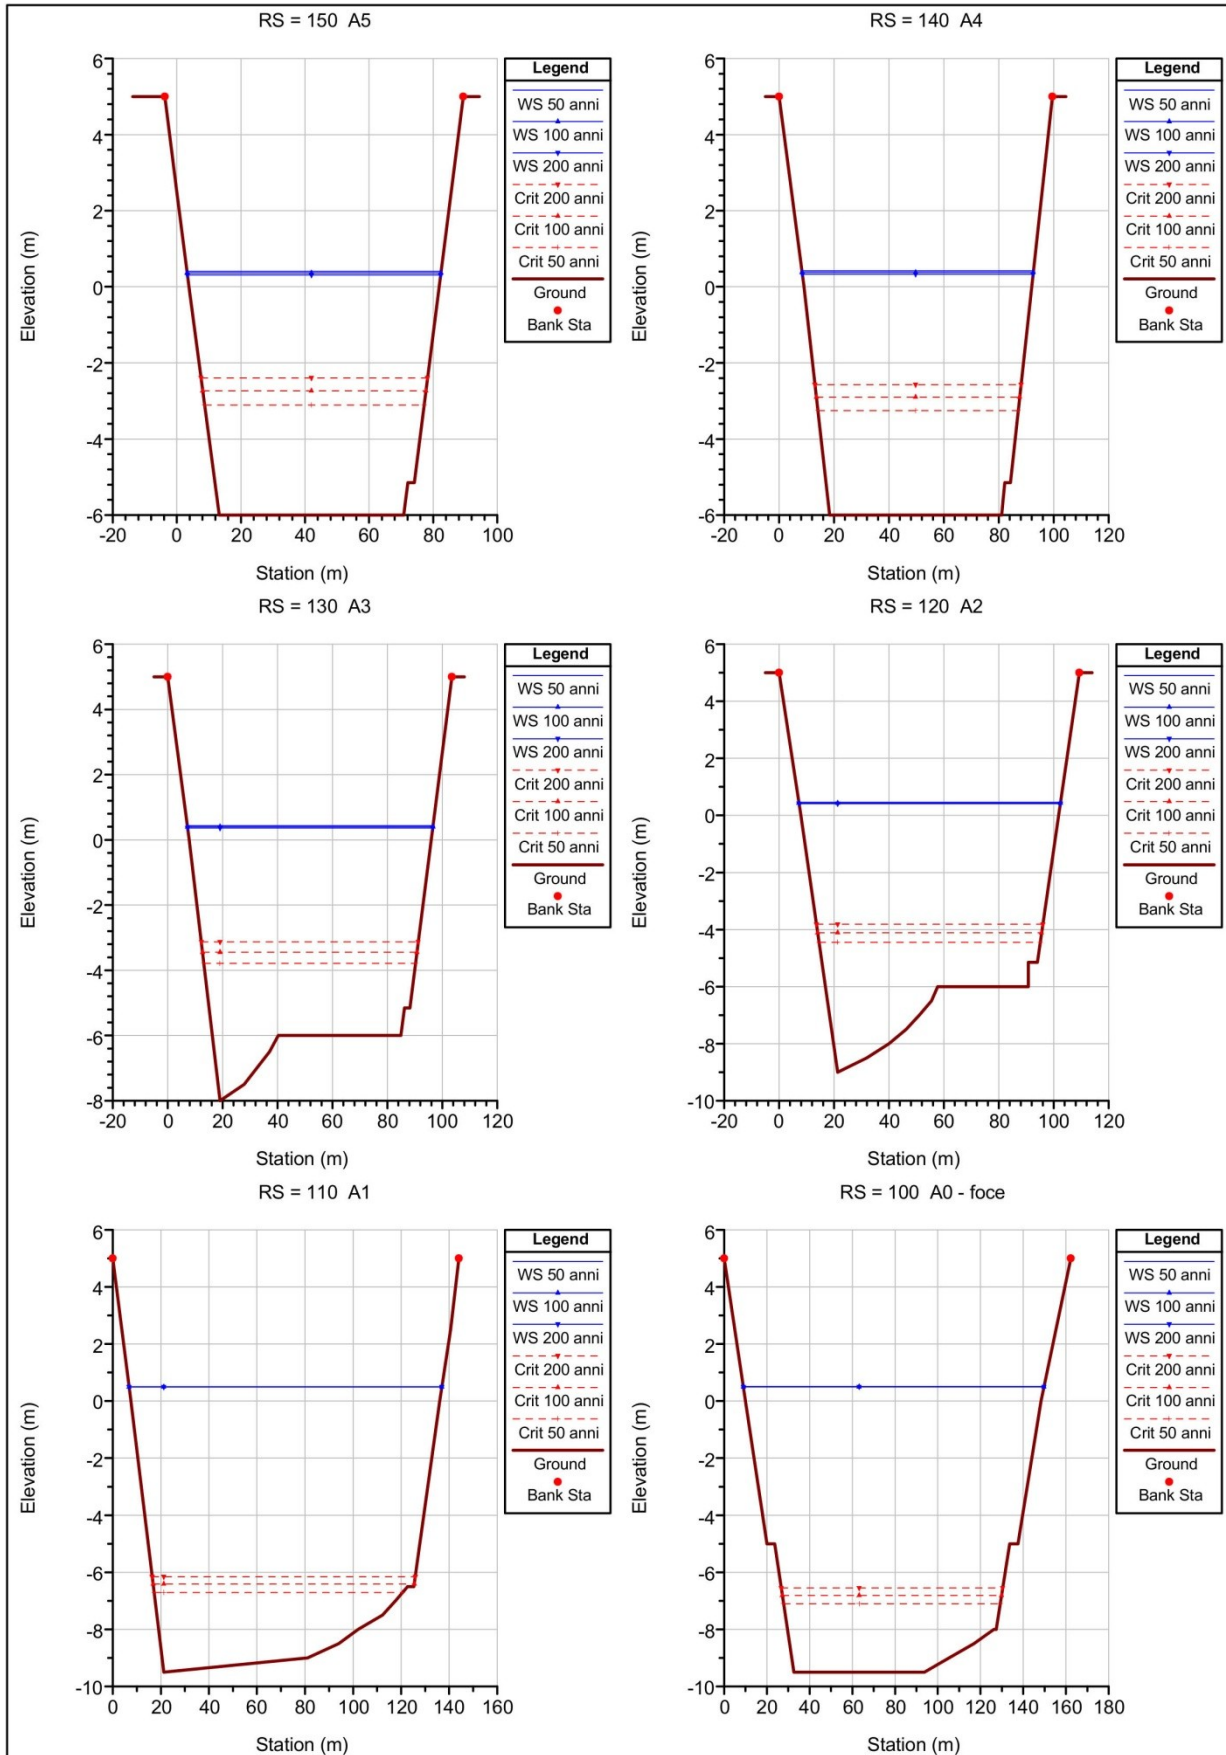 RS = 150 A5
Elevation (m)
6
4
2
0
-2
-4
-6
-20 0 20 40 60 80 100
Station (m)
Legend
WS 50 anni
WS 100 anni
WS 200 anni
Crit 200 anni
Crit 100 anni
Crit 50 anni
Ground
Bank Sta
RS = 140 A4
Elevation (m)
6
4
2
0
-2
-4
-6
-20 0 20 40 60 80 100 120
Station (m)
Legend
WS 50 anni
WS 100 anni
WS 200 anni
Crit 200 anni
Crit 100 anni
Crit 50 anni
Ground
Bank Sta
RS = 130 A3
Elevation (m)
6
4
2
0
-2
-4
-6
-8
-20 0 20 40 60 80 100 120
Station (m)
Legend
WS 50 anni
WS 100 anni
WS 200 anni
Crit 200 anni
Crit 100 anni
Crit 50 anni
Ground
Bank Sta
RS = 120 A2
Elevation (m)
6
4
2
0
-2
-4
-6
-8
-10
-20 0 20 40 60 80 100 120
Station (m)
Legend
WS 50 anni
WS 100 anni
WS 200 anni
Crit 200 anni
Crit 100 anni
Crit 50 anni
Ground
Bank Sta
RS = 110 A1
Elevation (m)
6
4
2
0
-2
-4
-6
-8
-10
0 20 40 60 80 100 120 140 160
Station (m)
Legend
WS 50 anni
WS 100 anni
WS 200 anni
Crit 200 anni
Crit 100 anni
Crit 50 anni
Ground
Bank Sta
RS = 100 A0 - foce
Elevation (m)
6
4
2
0
-2
-4
-6
-8
-10
0 20 40 60 80 100 120 140 160 180
Station (m)
Legend
WS 50 anni
WS 100 anni
WS 200 anni
Crit 200 anni
Crit 100 anni
Crit 50 anni
Ground
Bank Sta